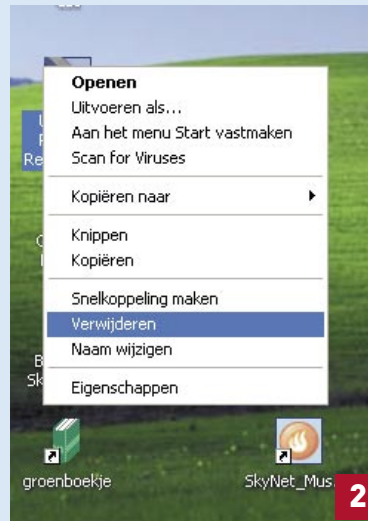 Openen
Uitvoeren als...
Aan het menu Start vastmaken
Scan for Viruses
Kopiëren naar
Knippen
Kopiëren
Snelkoppeling maken
Verwijderen
Naam wijzigen
Eigenschappen
groenboekje
SkyNet_Mus.
2